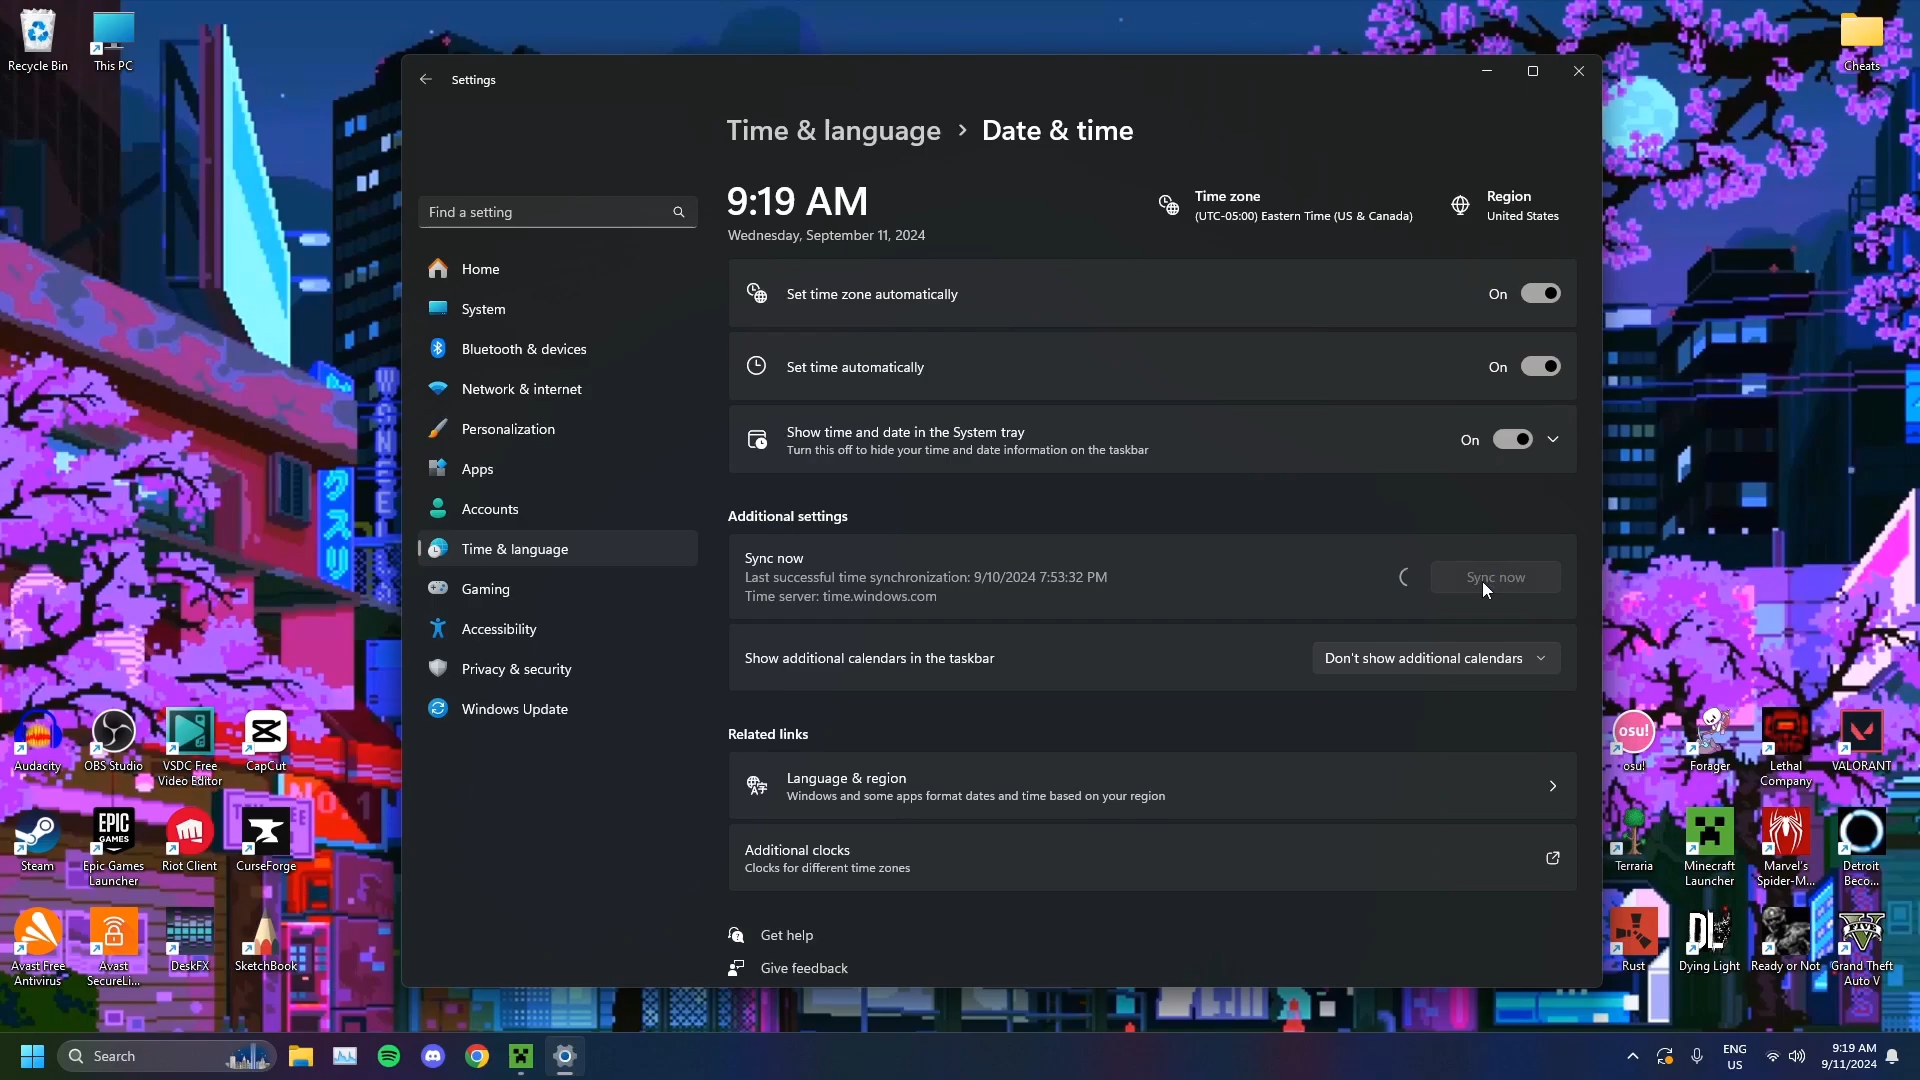 Recycle Bin
This PC
Cheats
Settings
Time & language > Date & time
Find a setting
Home
System
Bluetooth & devices
Network & internet
Personalization
Apps
Accounts
Time & language
Gaming
Accessibility
Privacy & security
Windows Update
9:19 AM
Wednesday, September 11, 2024
Time zone
(UTC-05:00) Eastern Time (US & Canada)
Region
United States
Set time zone automatically
On
Set time automatically
On
Show time and date in the System tray
Turn this off to hide your time and date information on the taskbar
On
Additional settings
Sync now
Last successful time synchronization: 9/10/2024 7:53:32 PM
Time server: time.windows.com
Sync now
Show additional calendars in the taskbar
Don't show additional calendars
Related links
Language & region
Windows and some apps format dates and time based on your region
Additional clocks
Clocks for different time zones
Get help
Give feedback
クスリ
Audacity
OBS Studio
VSDC Free
Video Editor
CapCut
Steam
EPIC
GAMES
Epic Games
Launcher
Riot Client
CurseForge
Avast Free
Antivirus
Avast
SecureLi...
DeskFX
SketchBook
osu!
osu!
Forager
Lethal
Company
VALORANT
Terraria
Minecraft
Launcher
Marvel's
Spider-M...
Detroit
Beco...
Rust
DL
Dying Light
Ready or Not
FIVE
Grand Theft
Auto V
Search
ENG
US
9:19 AM
9/11/2024